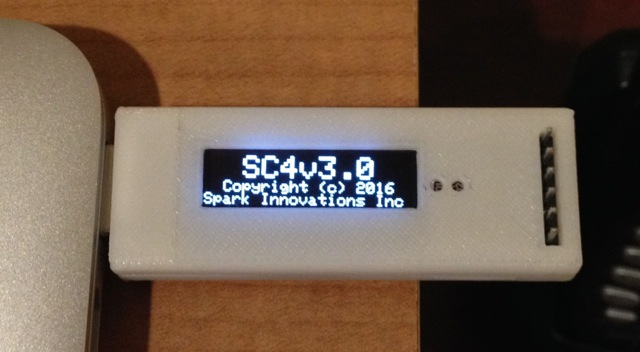 SC4v3.0
Copyright (c) 2016
Spark Innovations Inc